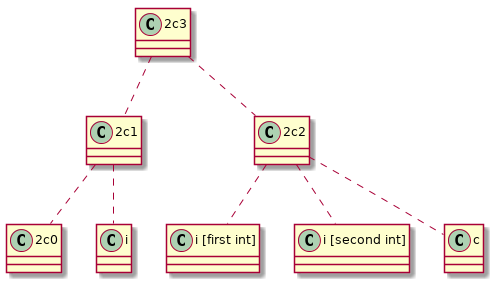 C 2c3
C 2c1
C 2c2
C 2c0
C i
C i [first int]
C i [second int]
C c